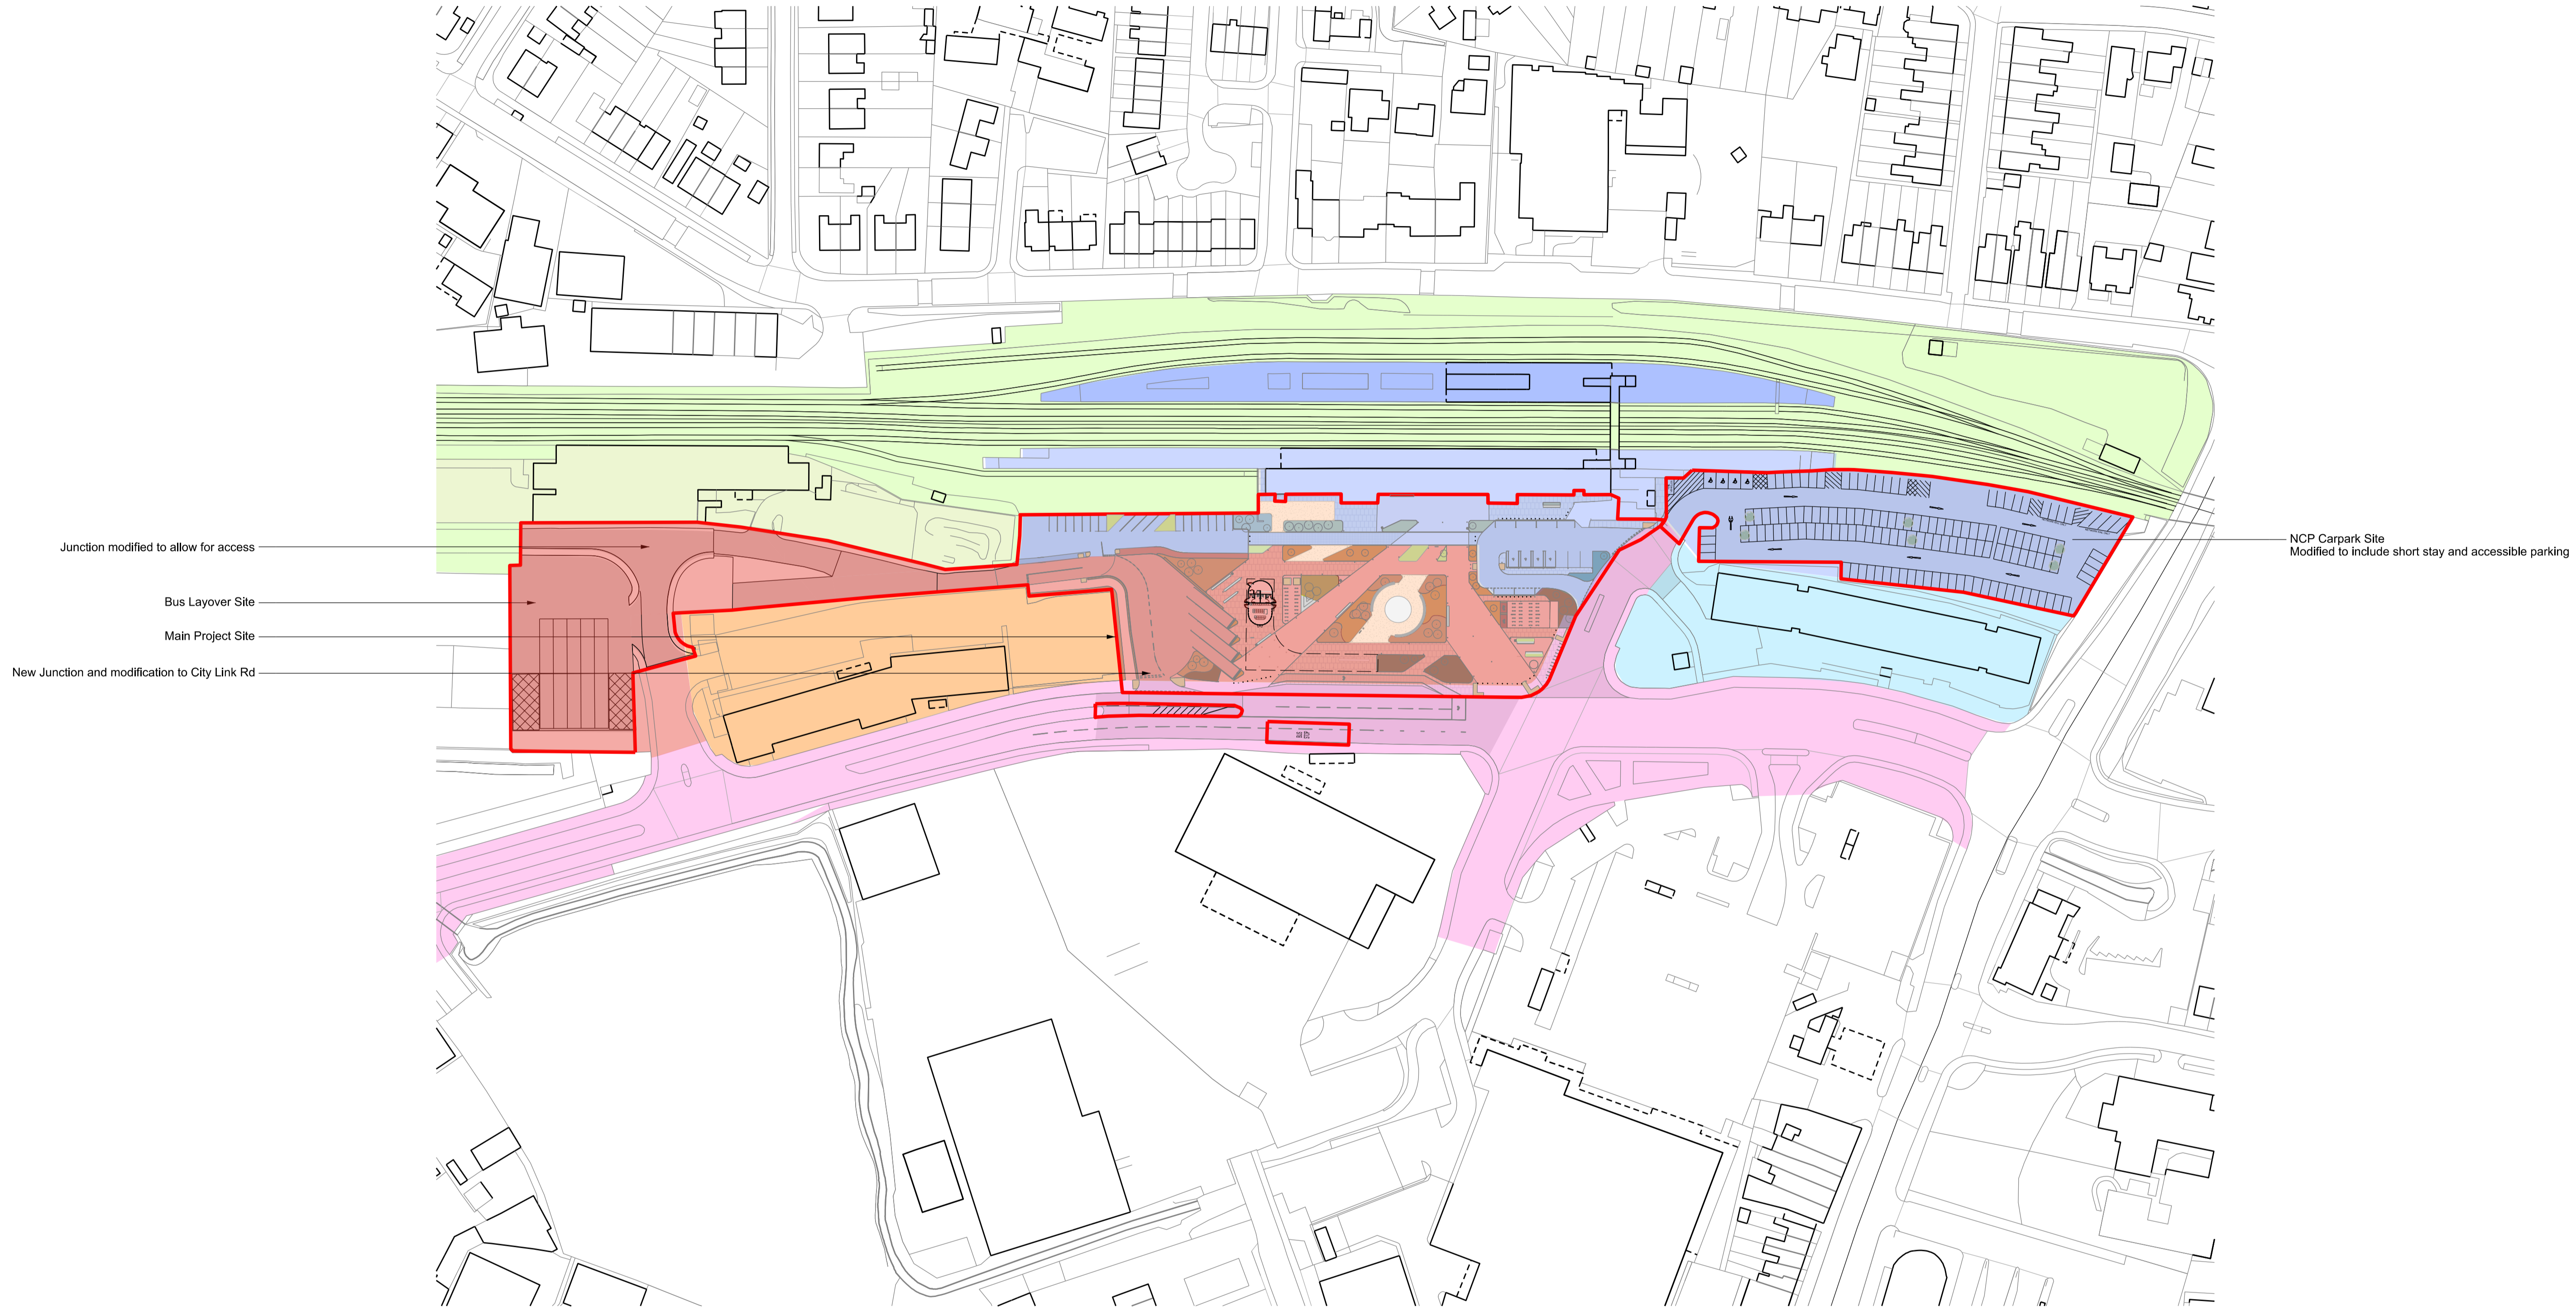 Junction modified to allow for access
Bus Layover Site
Main Project Site
New Junction and modification to City Link Rd
NCP Carpark Site
Modified to include short stay and accessible parking